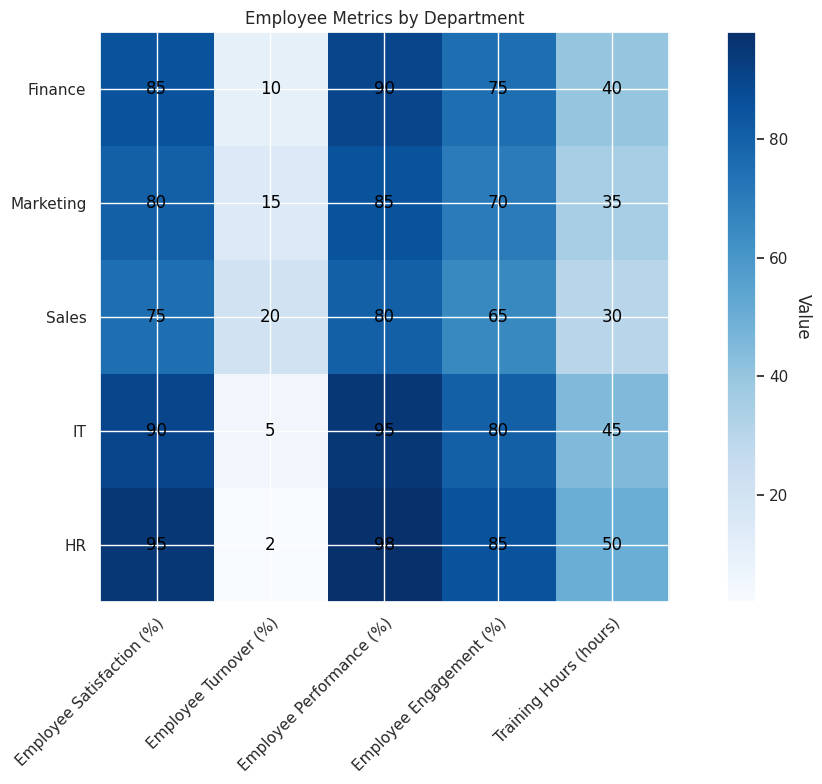 Employee Metrics by Department
Finance 85 10 90 75 40
Marketing 80 15 85 70 35
Sales 75 20 80 65 30
IT 90 5 95 80 45
HR 95 2 98 85 50
Employee Satisfaction (%)
Employee Turnover (%)
Employee Performance (%)
Employee Engagement (%)
Training Hours (hours)
80
60
40
20
Value